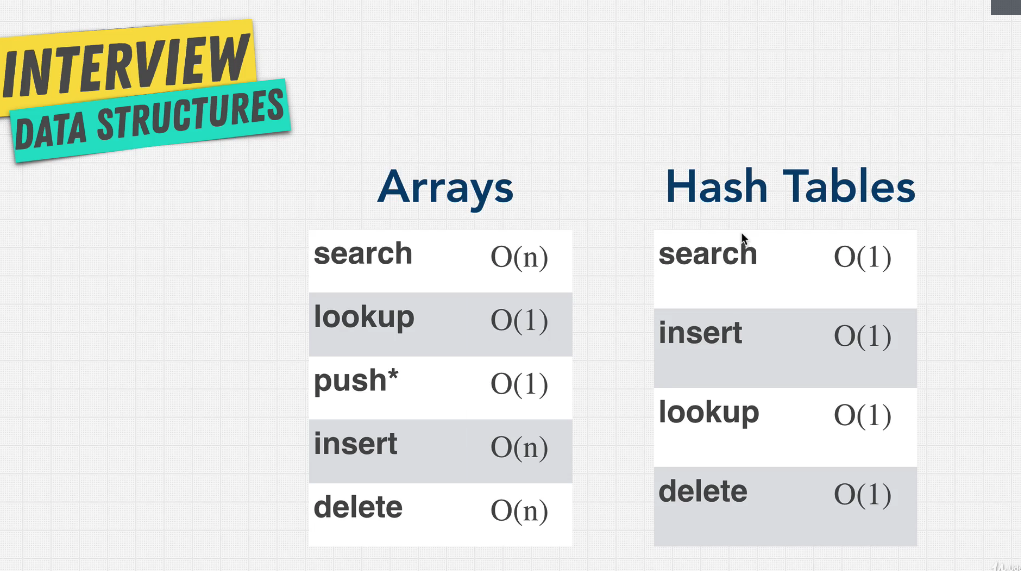 INTERVIEW
DATA STRUCTURES
Arrays
search O(n)
lookup O(1)
push* O(1)
insert O(n)
delete O(n)
Hash Tables
search O(1)
insert O(1)
lookup O(1)
delete O(1)